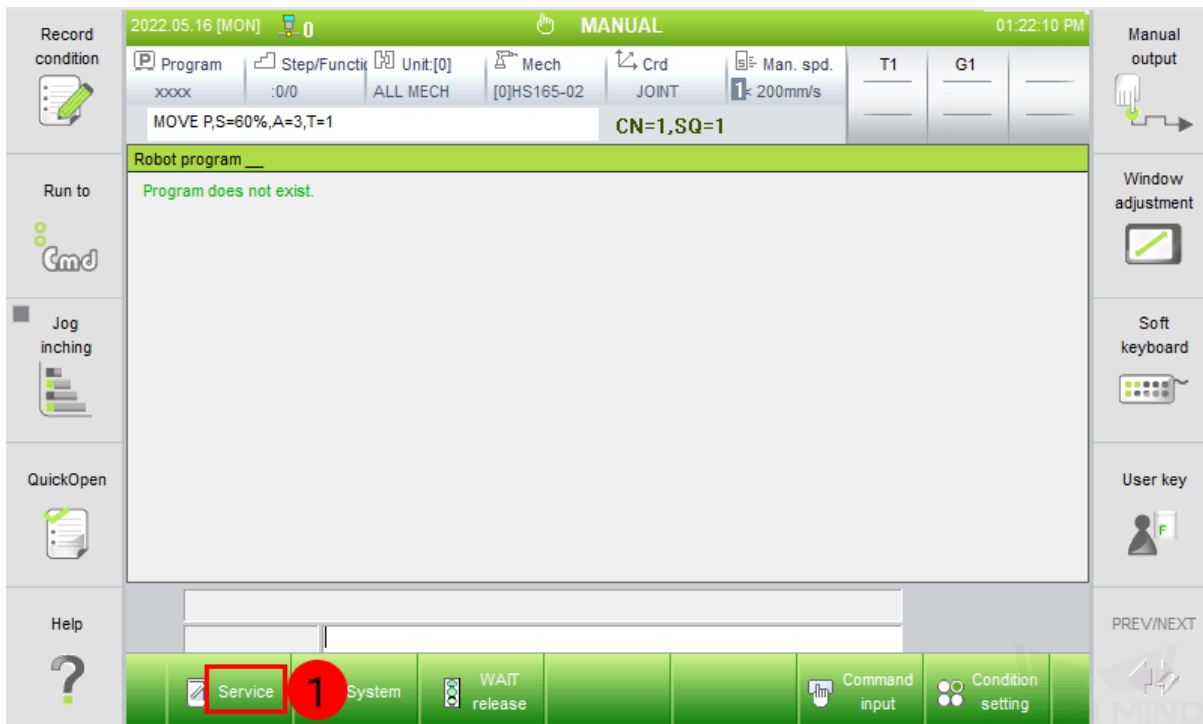 Record
condition
Run to
Cmd
Jog
inching
QuickOpen
Help
2022.05.16 [MON] 0 MANUAL 01:22:10 PM
P Program Step/Functio Unit:[0] Mech Crd Man. spd. T1 G1
xxxx :0/0 ALL MECH [0]HS165-02 JOINT 1< 200mm/s
MOVE P,S=60%,A=3,T=1 CN=1,SQ=1
Robot program __
Program does not exist.
Service 1 System WAIT
release
Command
input
Condition
setting
Manual
output
Window
adjustment
Soft
keyboard
User key
F
PREV/NEXT
MIND